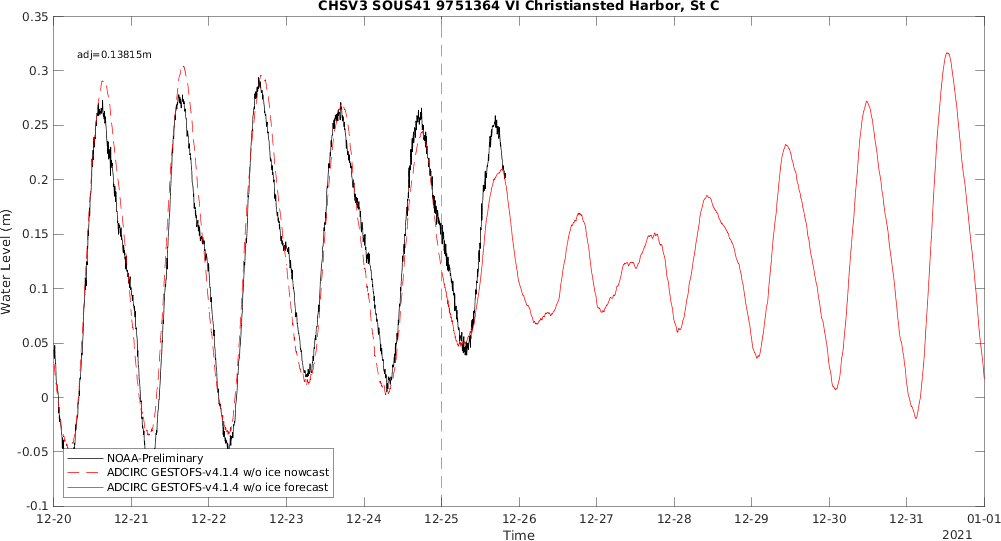 CHSV3 SOUS41 9751364 VI Christiansted Harbor, St C
adj=0.13815m
0.35
0.3
0.25
0.2
0.15
0.1
0.05
0
-0.05
-0.1
Water Level (m)
NOAA-Preliminary
ADCIRC GESTOFS-v4.1.4 w/o ice nowcast
ADCIRC GESTOFS-v4.1.4 w/o ice forecast
12-20 12-21 12-22 12-23 12-24 12-25 12-26 12-27 12-28 12-29 12-30 12-31 01-01
Time
2021